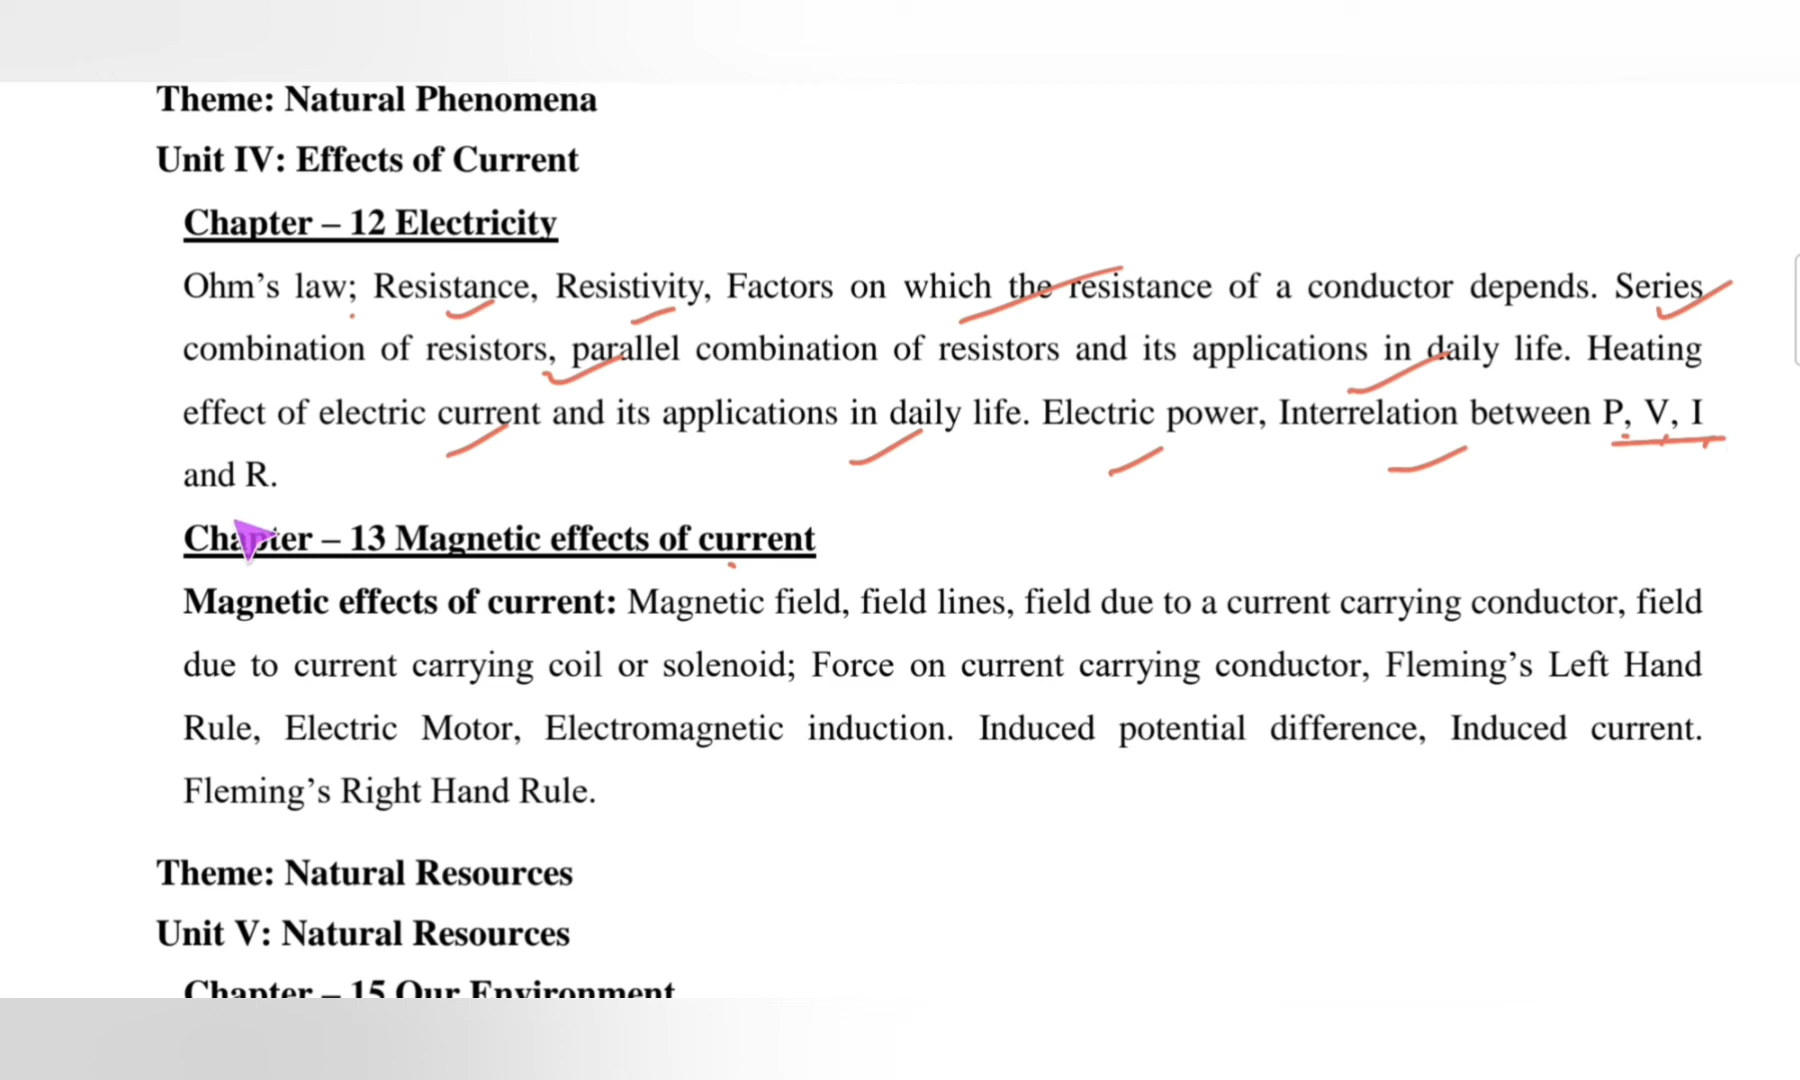 Theme: Natural Phenomena
Unit IV: Effects of Current
Chapter – 12 Electricity
Ohm’s law; Resistance, Resistivity, Factors on which the resistance of a conductor depends. Series
combination of resistors, parallel combination of resistors and its applications in daily life. Heating
effect of electric current and its applications in daily life. Electric power, Interrelation between P, V, I
and R.
Chapter – 13 Magnetic effects of current
Magnetic effects of current: Magnetic field, field lines, field due to a current carrying conductor, field
due to current carrying coil or solenoid; Force on current carrying conductor, Fleming’s Left Hand
Rule, Electric Motor, Electromagnetic induction. Induced potential difference, Induced current.
Fleming’s Right Hand Rule.
Theme: Natural Resources
Unit V: Natural Resources
Chapter – 15 Our Environment